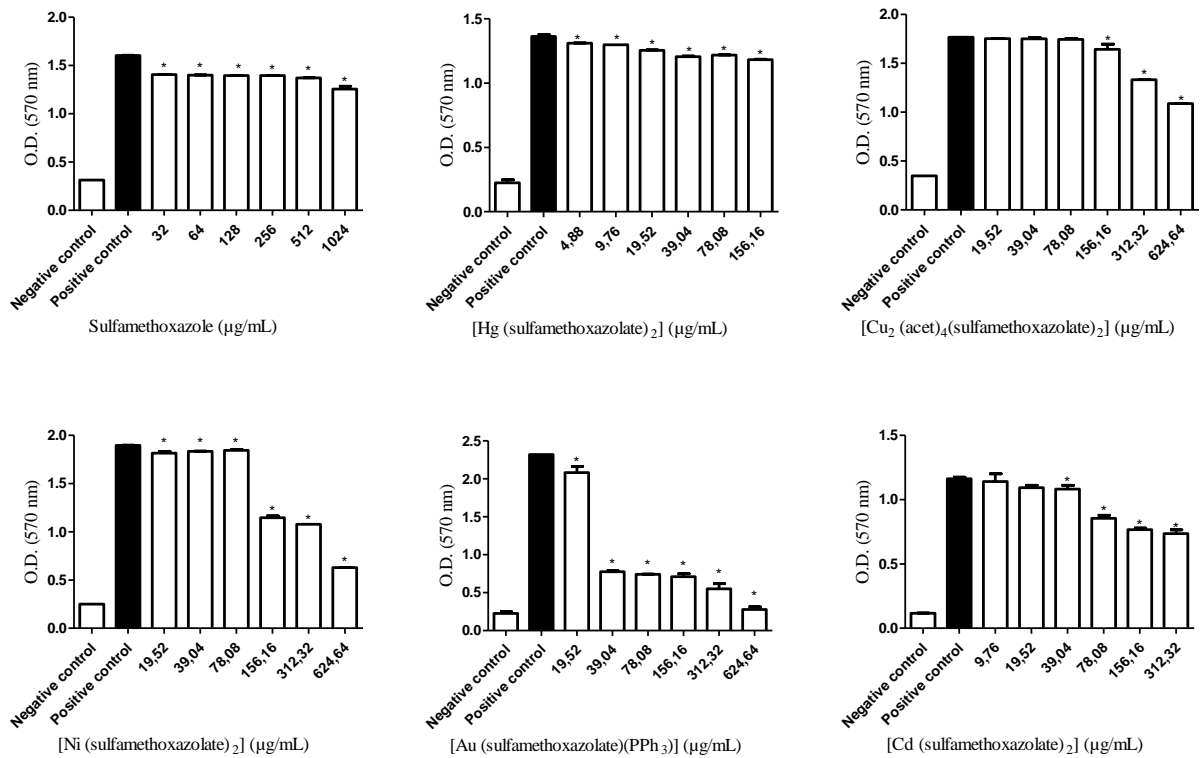 2.0
1.5
1.0
0.5
0.0
O.D. (570 nm)
* * * * * *
Negative control
Positive control
32
64
128
256
512
1024
Sulfamethoxazole (µg/mL)
1.5
1.0
0.5
0.0
O.D. (570 nm)
* * * * * *
Negative control
Positive control
4,88
9,76
19,52
39,04
78,08
156,16
[Hg (sulfamethoxazolate)₂] (µg/mL)
2.0
1.5
1.0
0.5
0.0
O.D. (570 nm)
* * *
Negative control
Positive control
19,52
39,04
78,08
156,16
312,32
624,64
[Cu₂ (acet)₄(sulfamethoxazolate)₂] (µg/mL)
2.0
1.5
1.0
0.5
0.0
O.D. (570 nm)
* * * * * *
Negative control
Positive control
19,52
39,04
78,08
156,16
312,32
624,64
[Ni (sulfamethoxazolate)₂] (µg/mL)
2.5
2.0
1.5
1.0
0.5
0.0
O.D. (570 nm)
* * * * * *
Negative control
Positive control
19,52
39,04
78,08
156,16
312,32
624,64
[Au (sulfamethoxazolate)(PPh₃)] (µg/mL)
1.5
1.0
0.5
0.0
O.D. (570 nm)
* * * *
Negative control
Positive control
9,76
19,52
39,04
78,08
156,16
312,32
[Cd (sulfamethoxazolate)₂] (µg/mL)